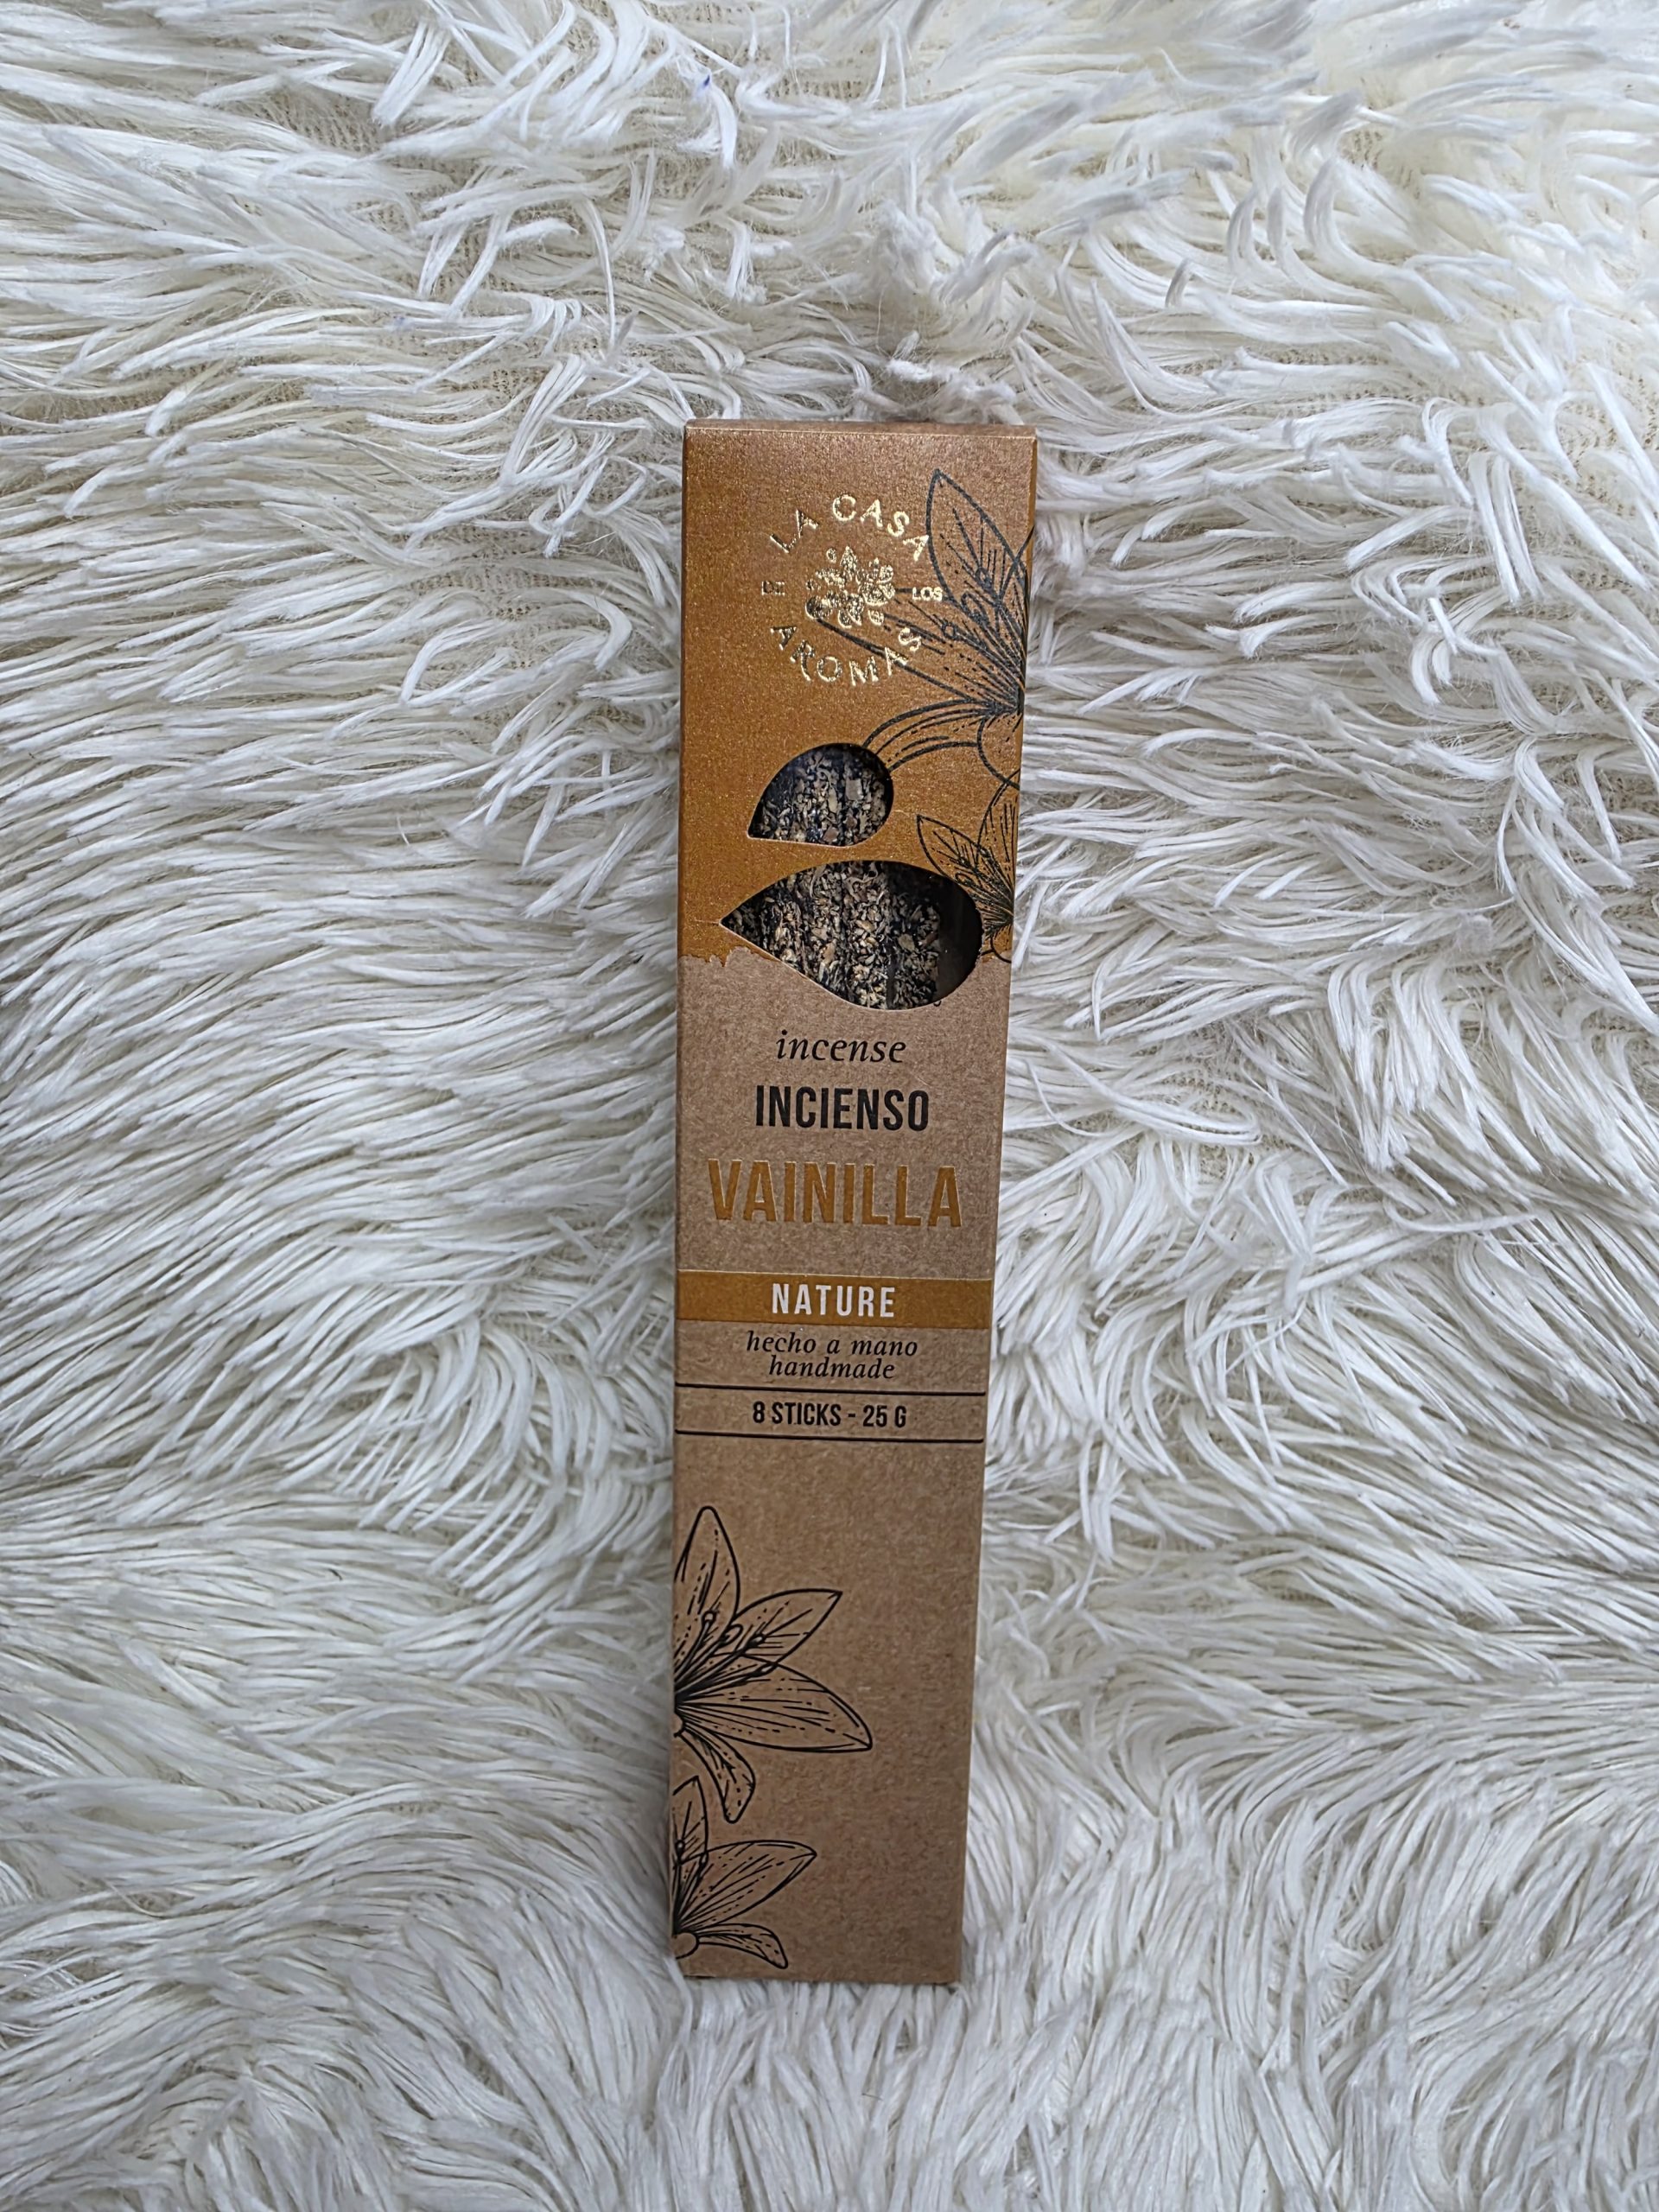 LA CASA
DE LOS
AROMAS
incense
INCIENSO
VAINILLA
NATURE
hecho a mano
handmade
8 STICKS - 25 G